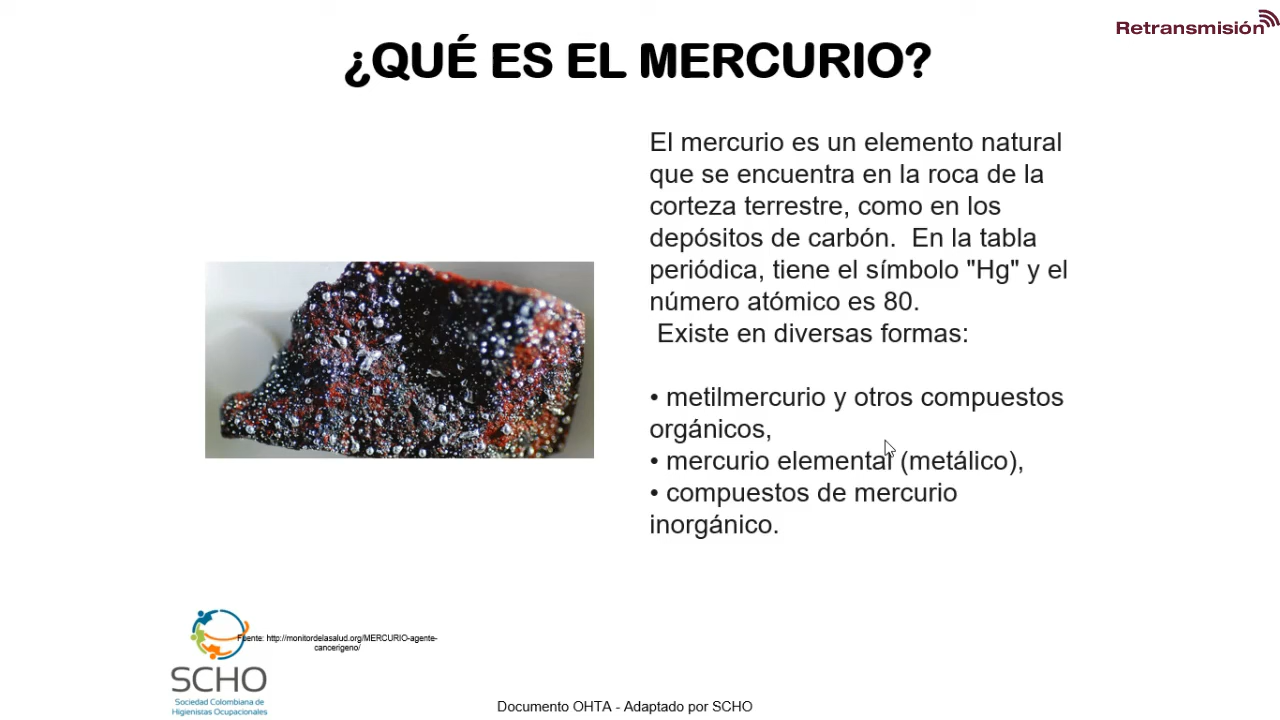 Retransmisión
¿QUÉ ES EL MERCURIO?
El mercurio es un elemento natural
que se encuentra en la roca de la
corteza terrestre, como en los
depósitos de carbón.  En la tabla
periódica, tiene el símbolo "Hg" y el
número atómico es 80.
Existe en diversas formas:
• metilmercurio y otros compuestos
orgánicos,
• mercurio elemental (metálico),
• compuestos de mercurio
inorgánico.
Fuente: http://monitordelasalud.org/MERCURIO-agente-
cancerigeno/
SCHO
Sociedad Colombiana de
Higienistas Ocupacionales
Documento OHTA - Adaptado por SCHO